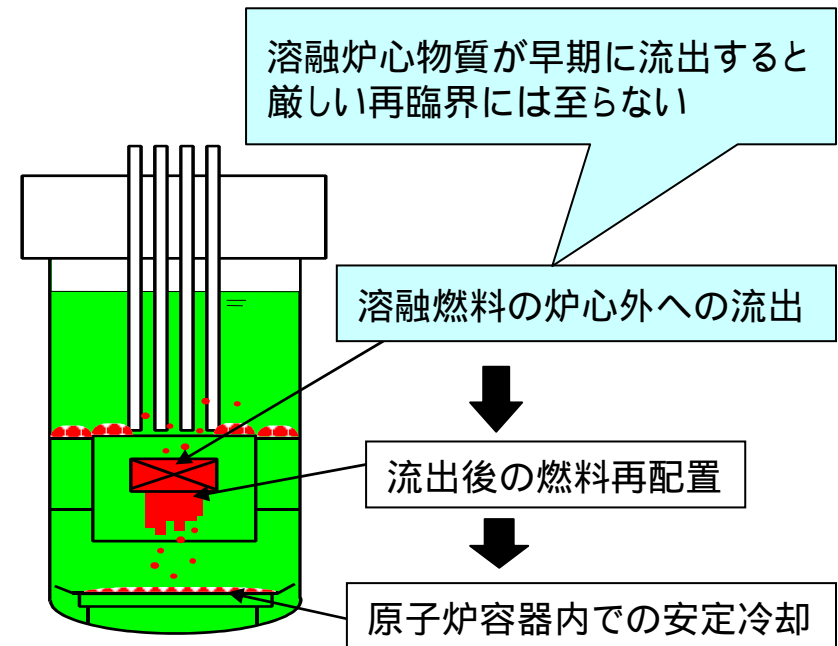 溶融炉心物質が早期に流出すると
厳しい再臨界には至らない
溶融燃料の炉心外への流出
流出後の燃料再配置
原子炉容器内での安定冷却